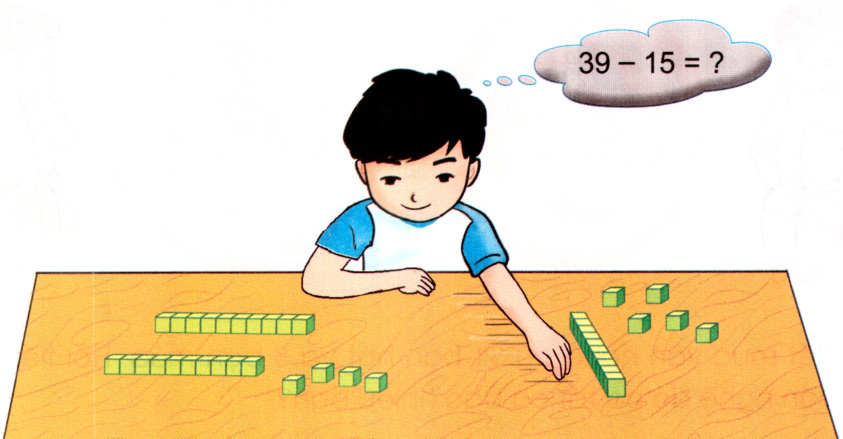 39 – 15 = ?